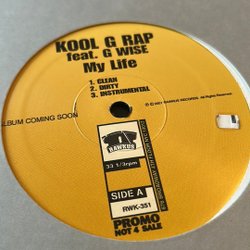 KOOL G RAP
feat. G WISE
My Life
1. CLEAN
2. DIRTY
3. INSTRUMENTAL
ALBUM COMING SOON
RAWKUS
33 1/3rpm
SIDE A
RWK-351
PROMO
NOT 4 SALE